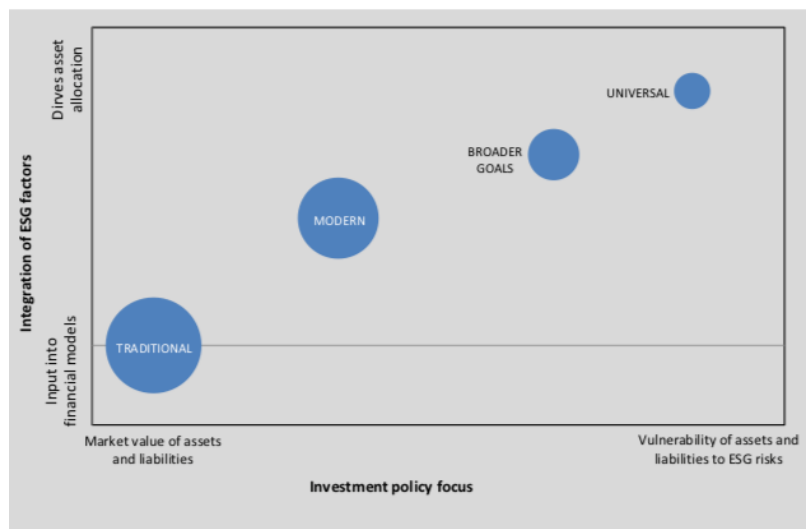 Dirves asset
allocation
UNIVERSAL
BROADER
GOALS
MODERN
Integration of ESG factors
TRADITIONAL
Input into
financial models
Market value of assets
and liabilities
Vulnerability of assets and
liabilities to ESG risks
Investment policy focus